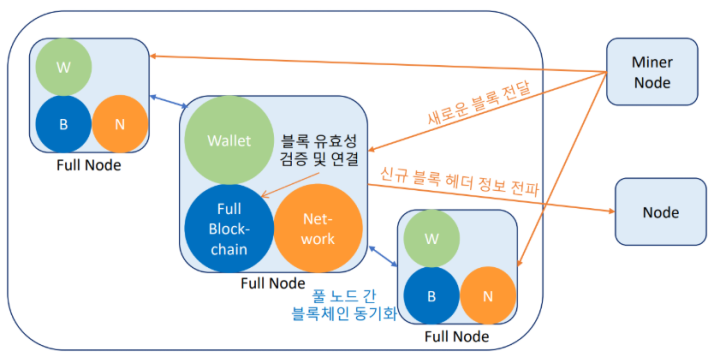 W
B
N
Full Node
Wallet
Full
Block-
chain
Net-
work
블록 유효성
검증 및 연결
Full Node
Miner
Node
새로운 블록 전달
신규 블록 헤더 정보 전파
Node
W
B
N
Full Node
풀 노드 간
블록체인 동기화